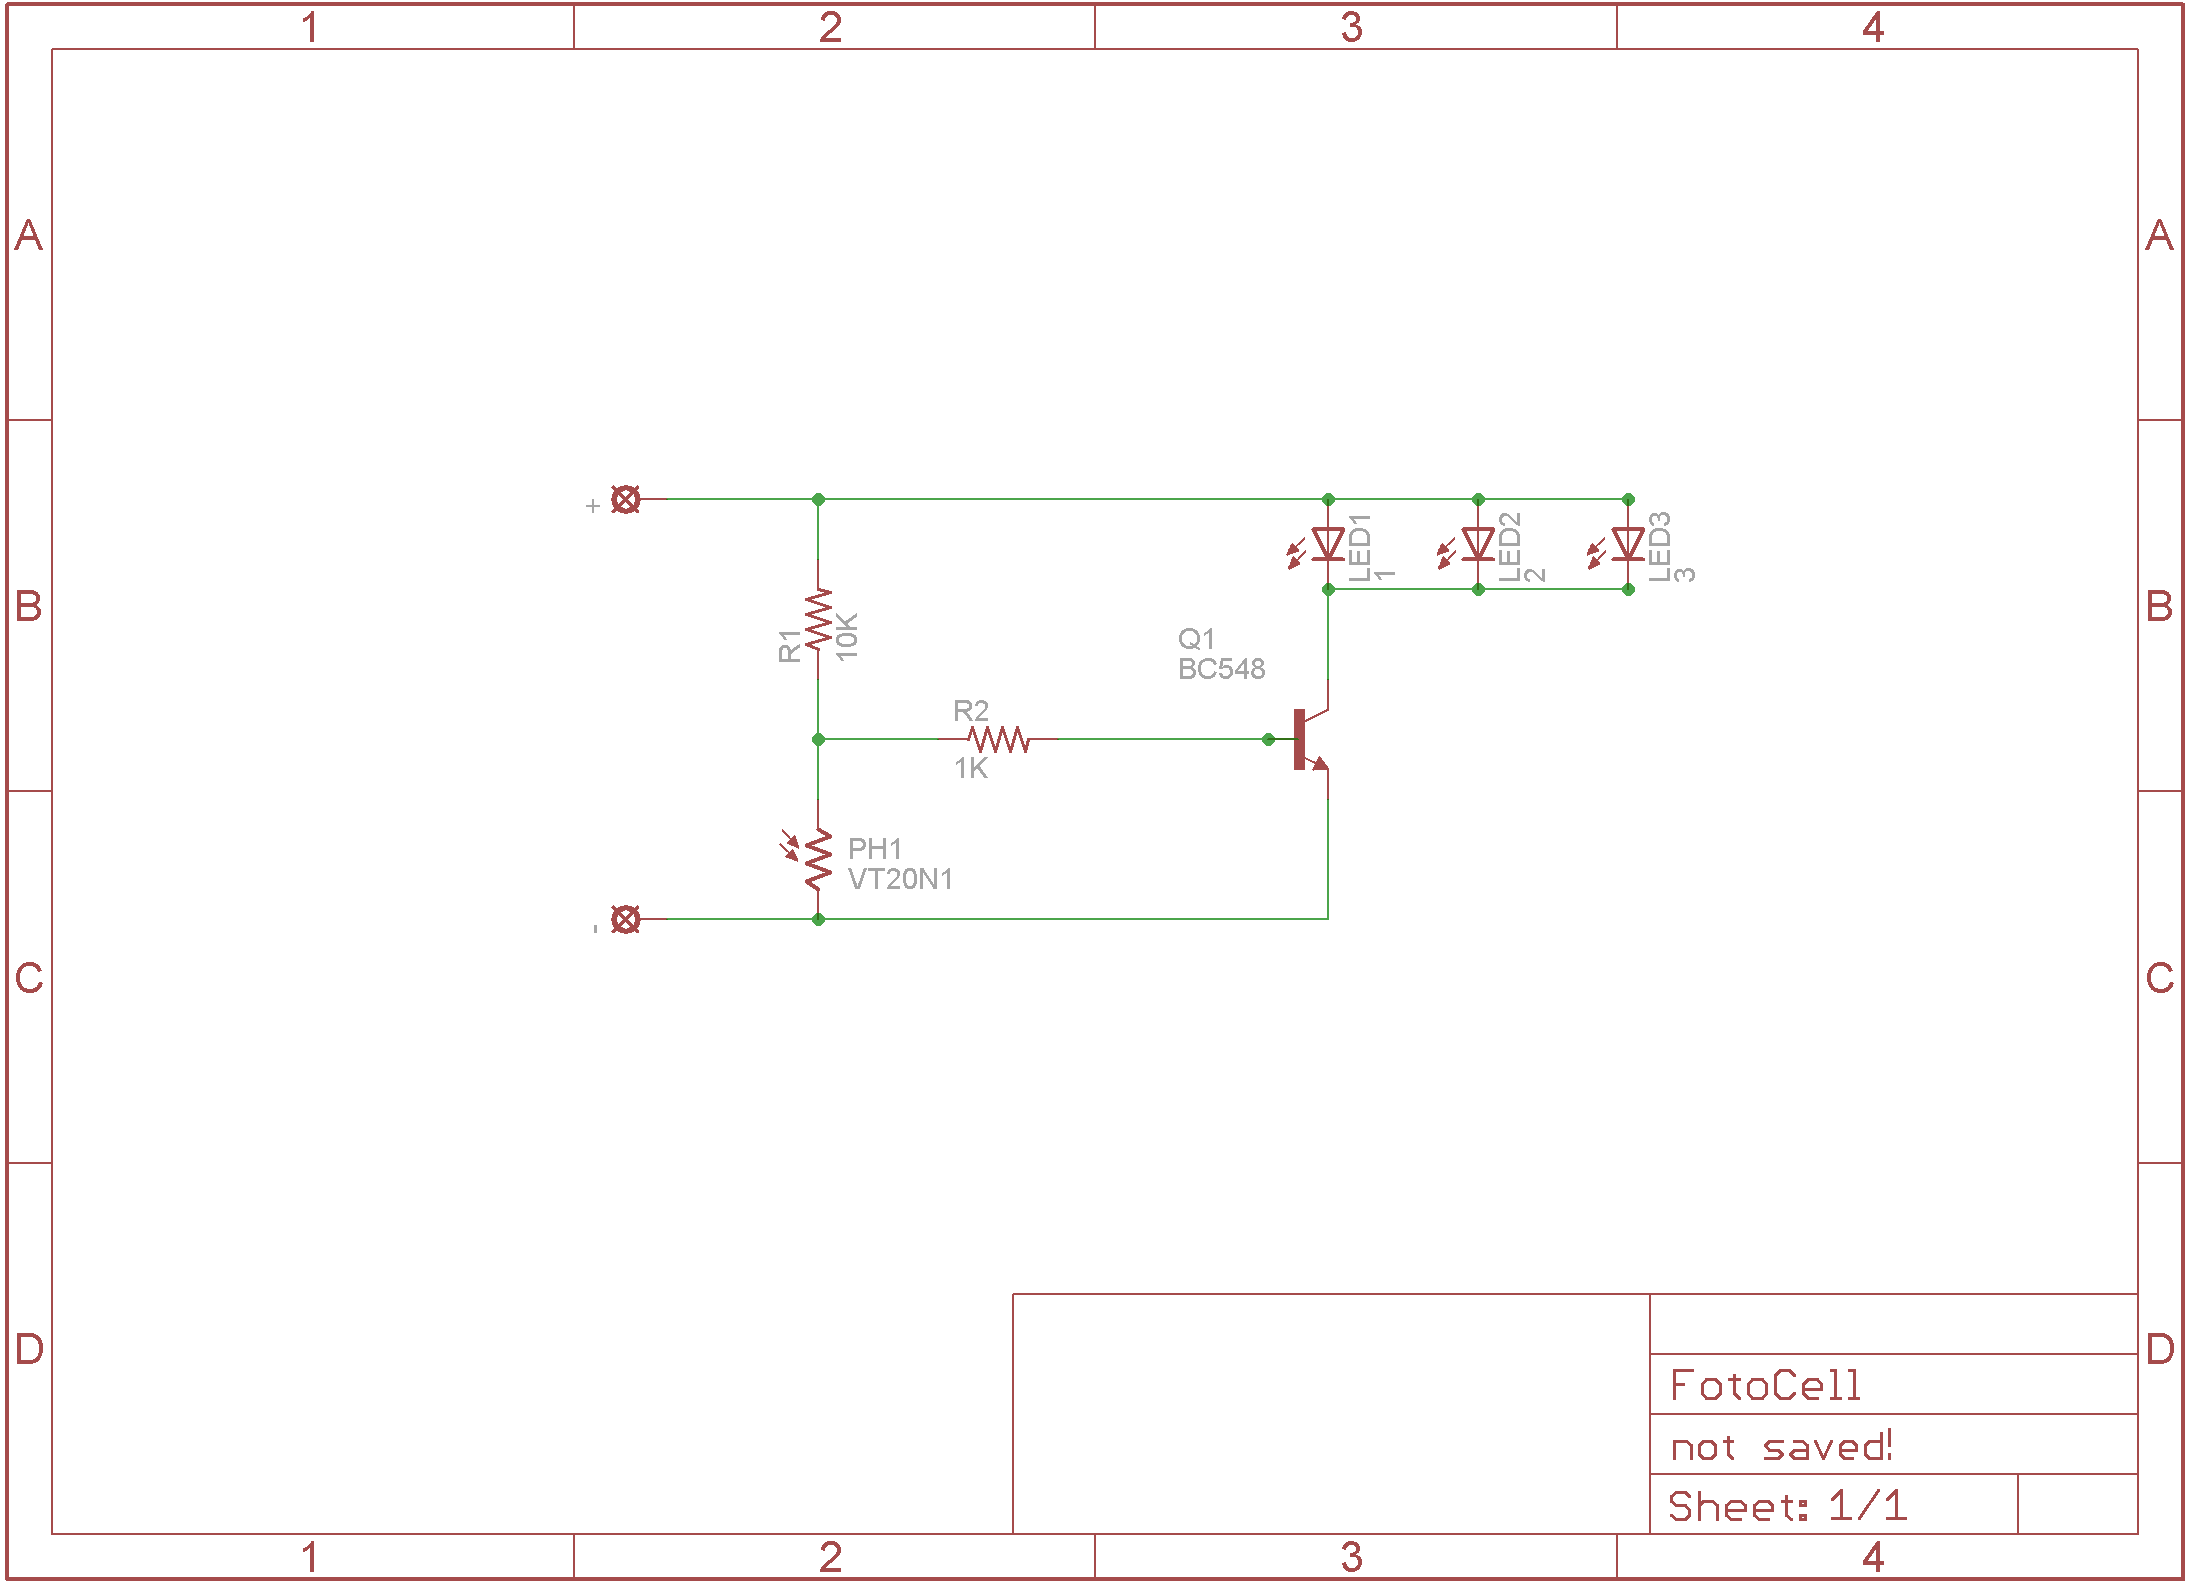 1 2 3 4
A A
+
LED1
1
LED2
2
LED3
3
B B
R1
10K
Q1
BC548
R2
1K
PH1
VT20N1
-
C C
D D
FotoCell
not saved!
Sheet: 1/1
1 2 3 4